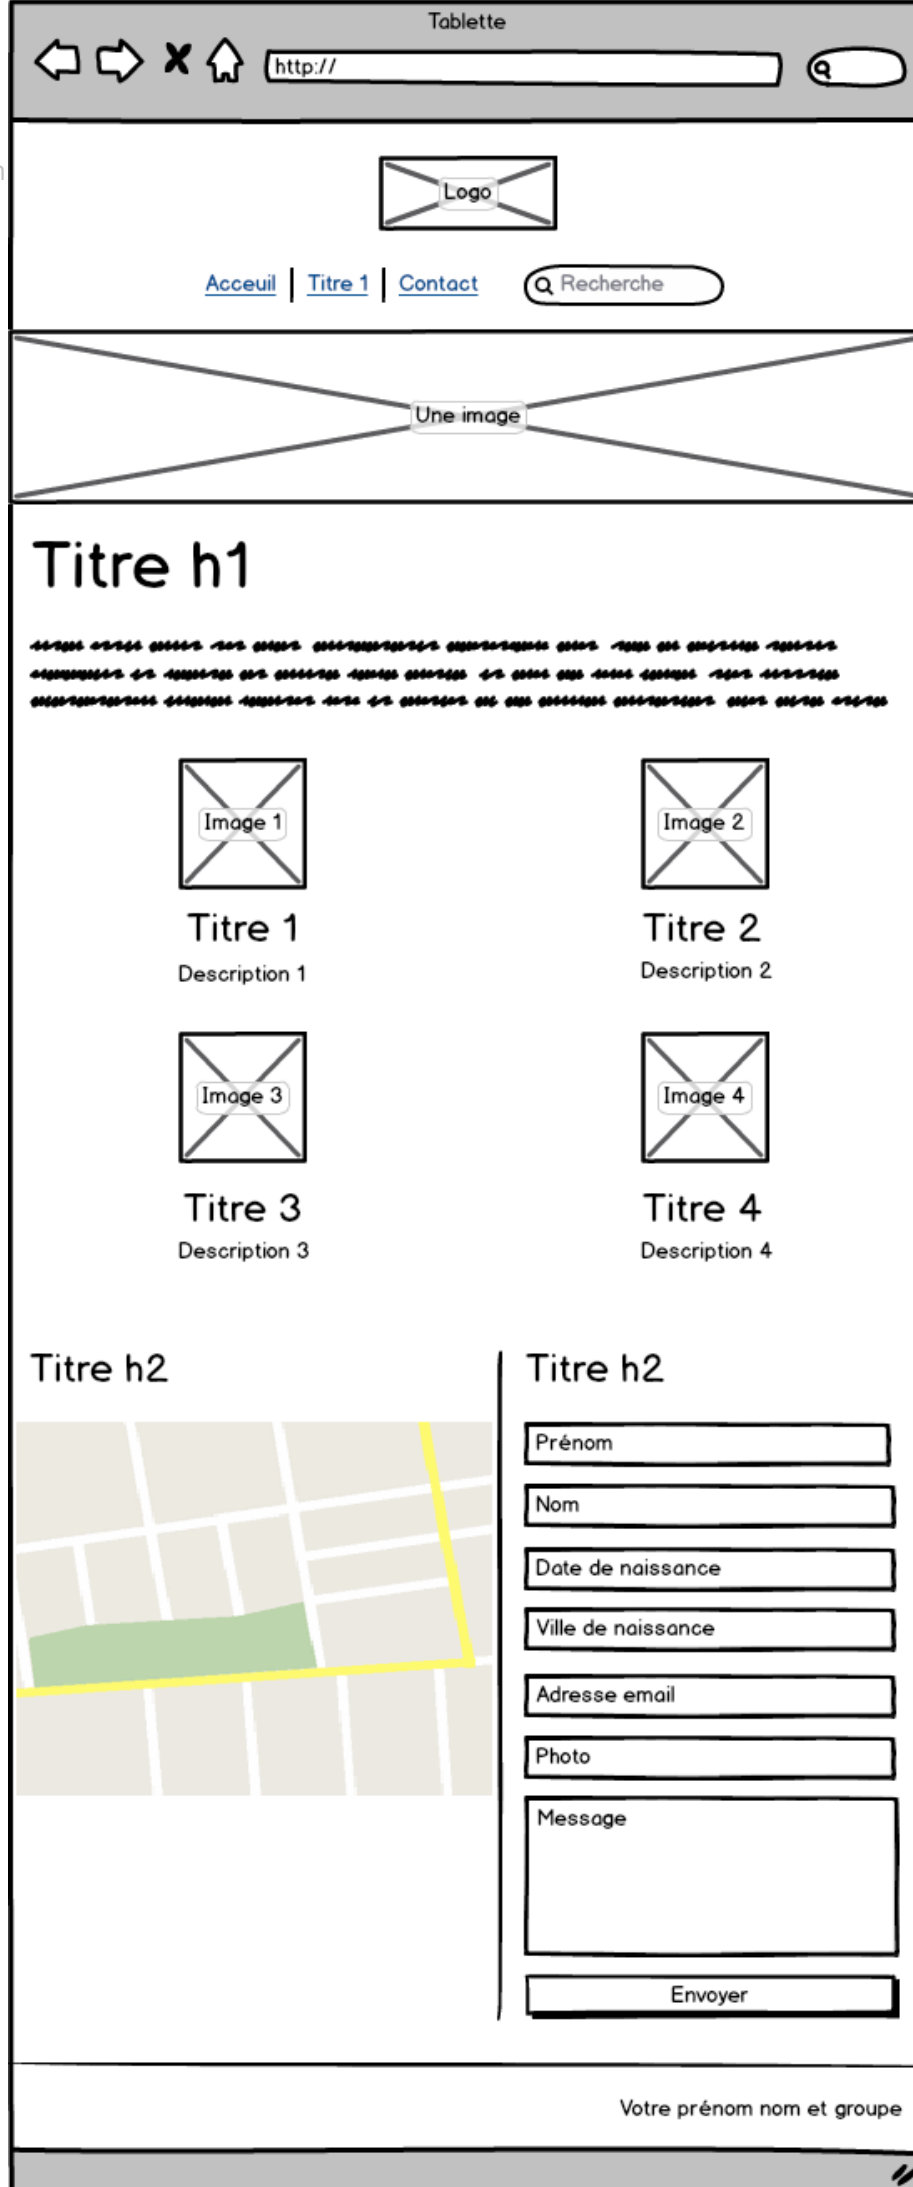 Tablette
http://
Logo
Acceuil Titre 1 Contact Recherche
Une image
Titre h1
Image 1 Image 2
Titre 1 Titre 2
Description 1 Description 2
Image 3 Image 4
Titre 3 Titre 4
Description 3 Description 4
Titre h2
Titre h2
Prénom
Nom
Date de naissance
Ville de naissance
Adresse email
Photo
Message
Envoyer
Votre prénom nom et groupe